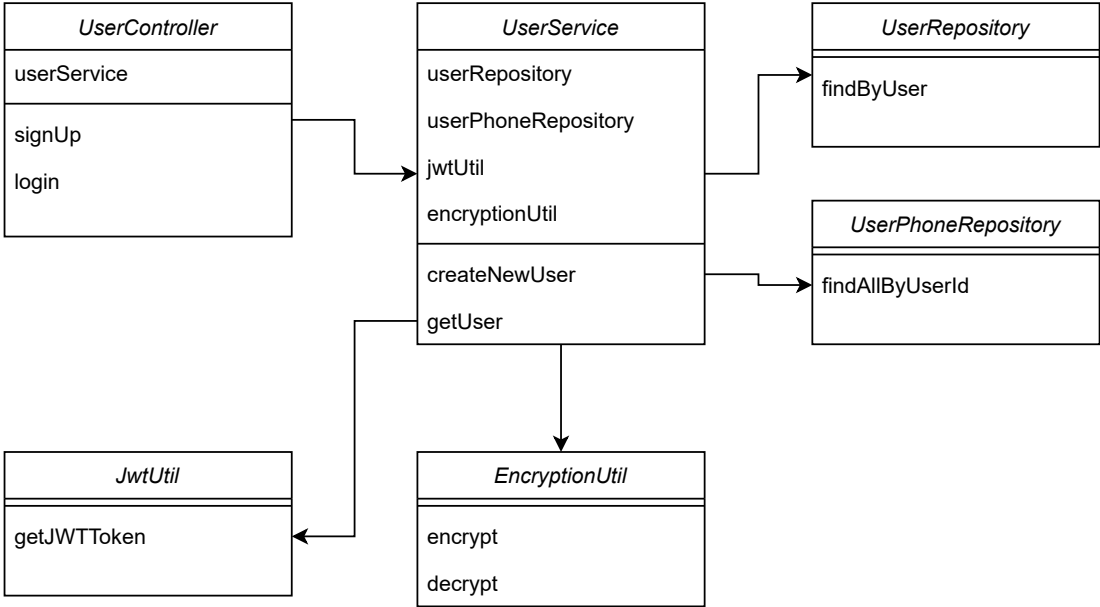 UserController
userService
signUp
login
UserService
userRepository
userPhoneRepository
jwtUtil
encryptionUtil
createNewUser
getUser
UserRepository
findByUser
UserPhoneRepository
findAllByUserId
JwtUtil
getJWTToken
EncryptionUtil
encrypt
decrypt